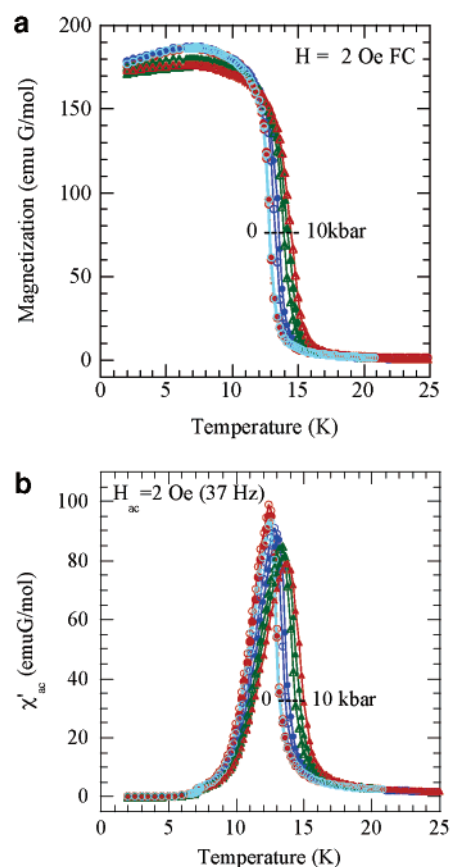 a
H = 2 Oe FC
Magnetization (emu G/mol)
200
150
100
50
0
0 10kbar
0 5 10 15 20 25
Temperature (K)
b
H_ac=2 Oe (37 Hz)
χ'_ac (emuG/mol)
100
80
60
40
20
0
0 10 kbar
0 5 10 15 20 25
Temperature (K)